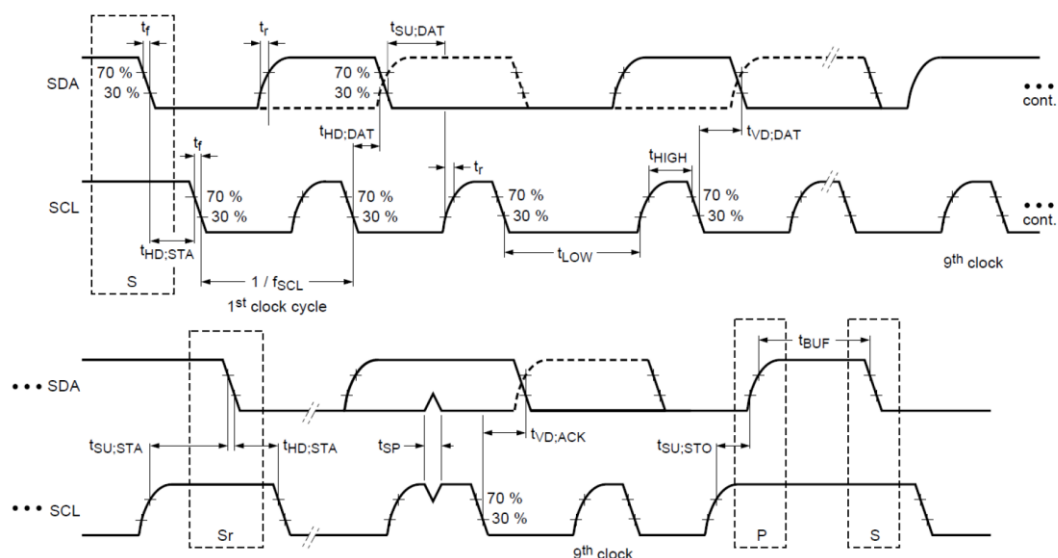 tf tr tSU;DAT
SDA 70 % 30 % 70 % 30 % cont.
tHD;DAT tVD;DAT
tf tr tHIGH
SCL 70 % 30 % 70 % 30 % 70 % 30 % 70 % 30 % cont.
tHD;STA tLOW
S 1 / fSCL 9th clock
1st clock cycle
tBUF
SDA
tSU;STA tHD;STA tSP tVD;ACK tSU;STO
70 %
SCL 30 %
Sr 9th clock P S